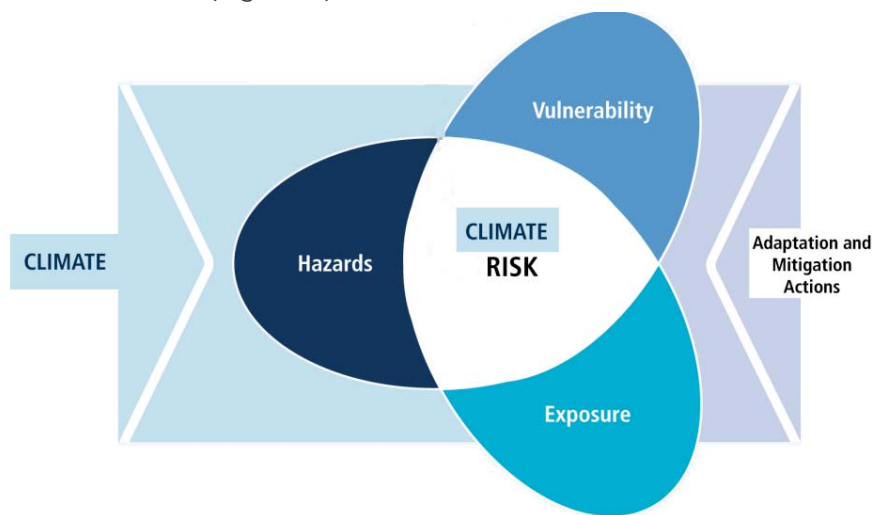 Vulnerability
CLIMATE
Hazards
CLIMATE
RISK
Adaptation and
Mitigation
Actions
Exposure